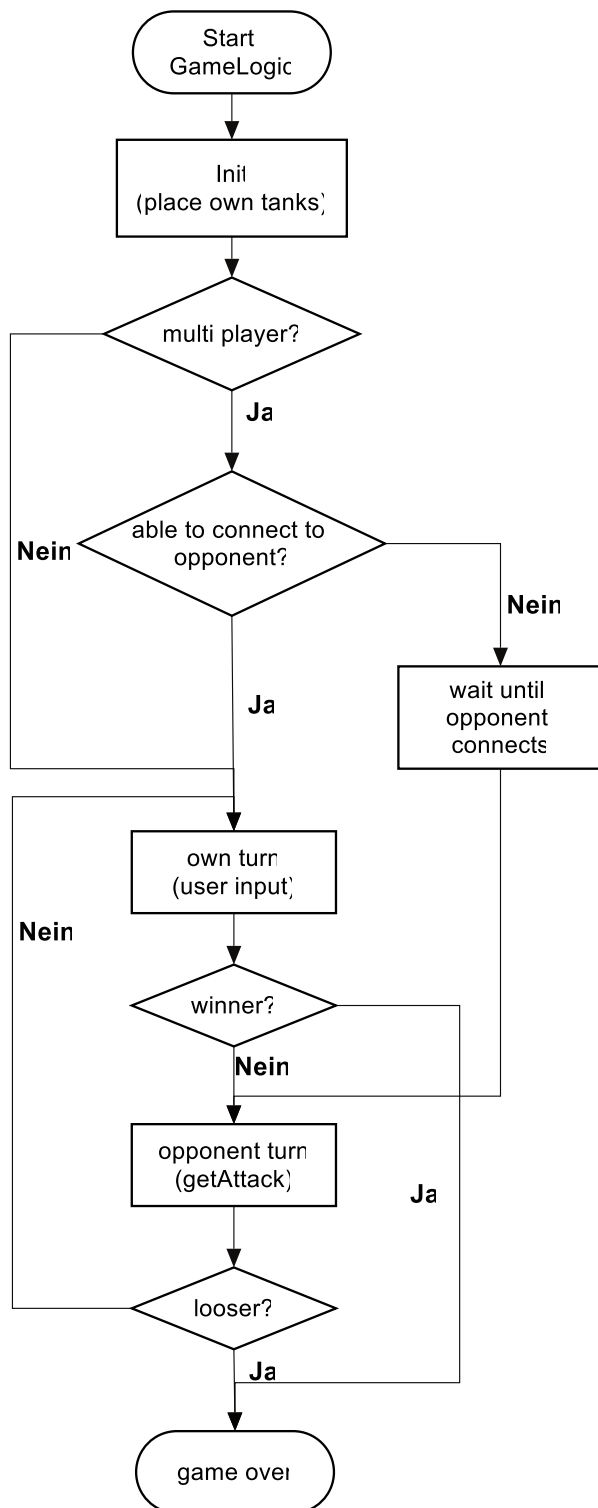 Start
GameLogic
Init
(place own tanks)
multi player?
Ja
able to connect to
opponent?
Nein
Nein
Ja
wait until
opponent
connects
own turn
(user input)
Nein
winner?
Nein
opponent turn
(getAttack)
Ja
looser?
Ja
game over